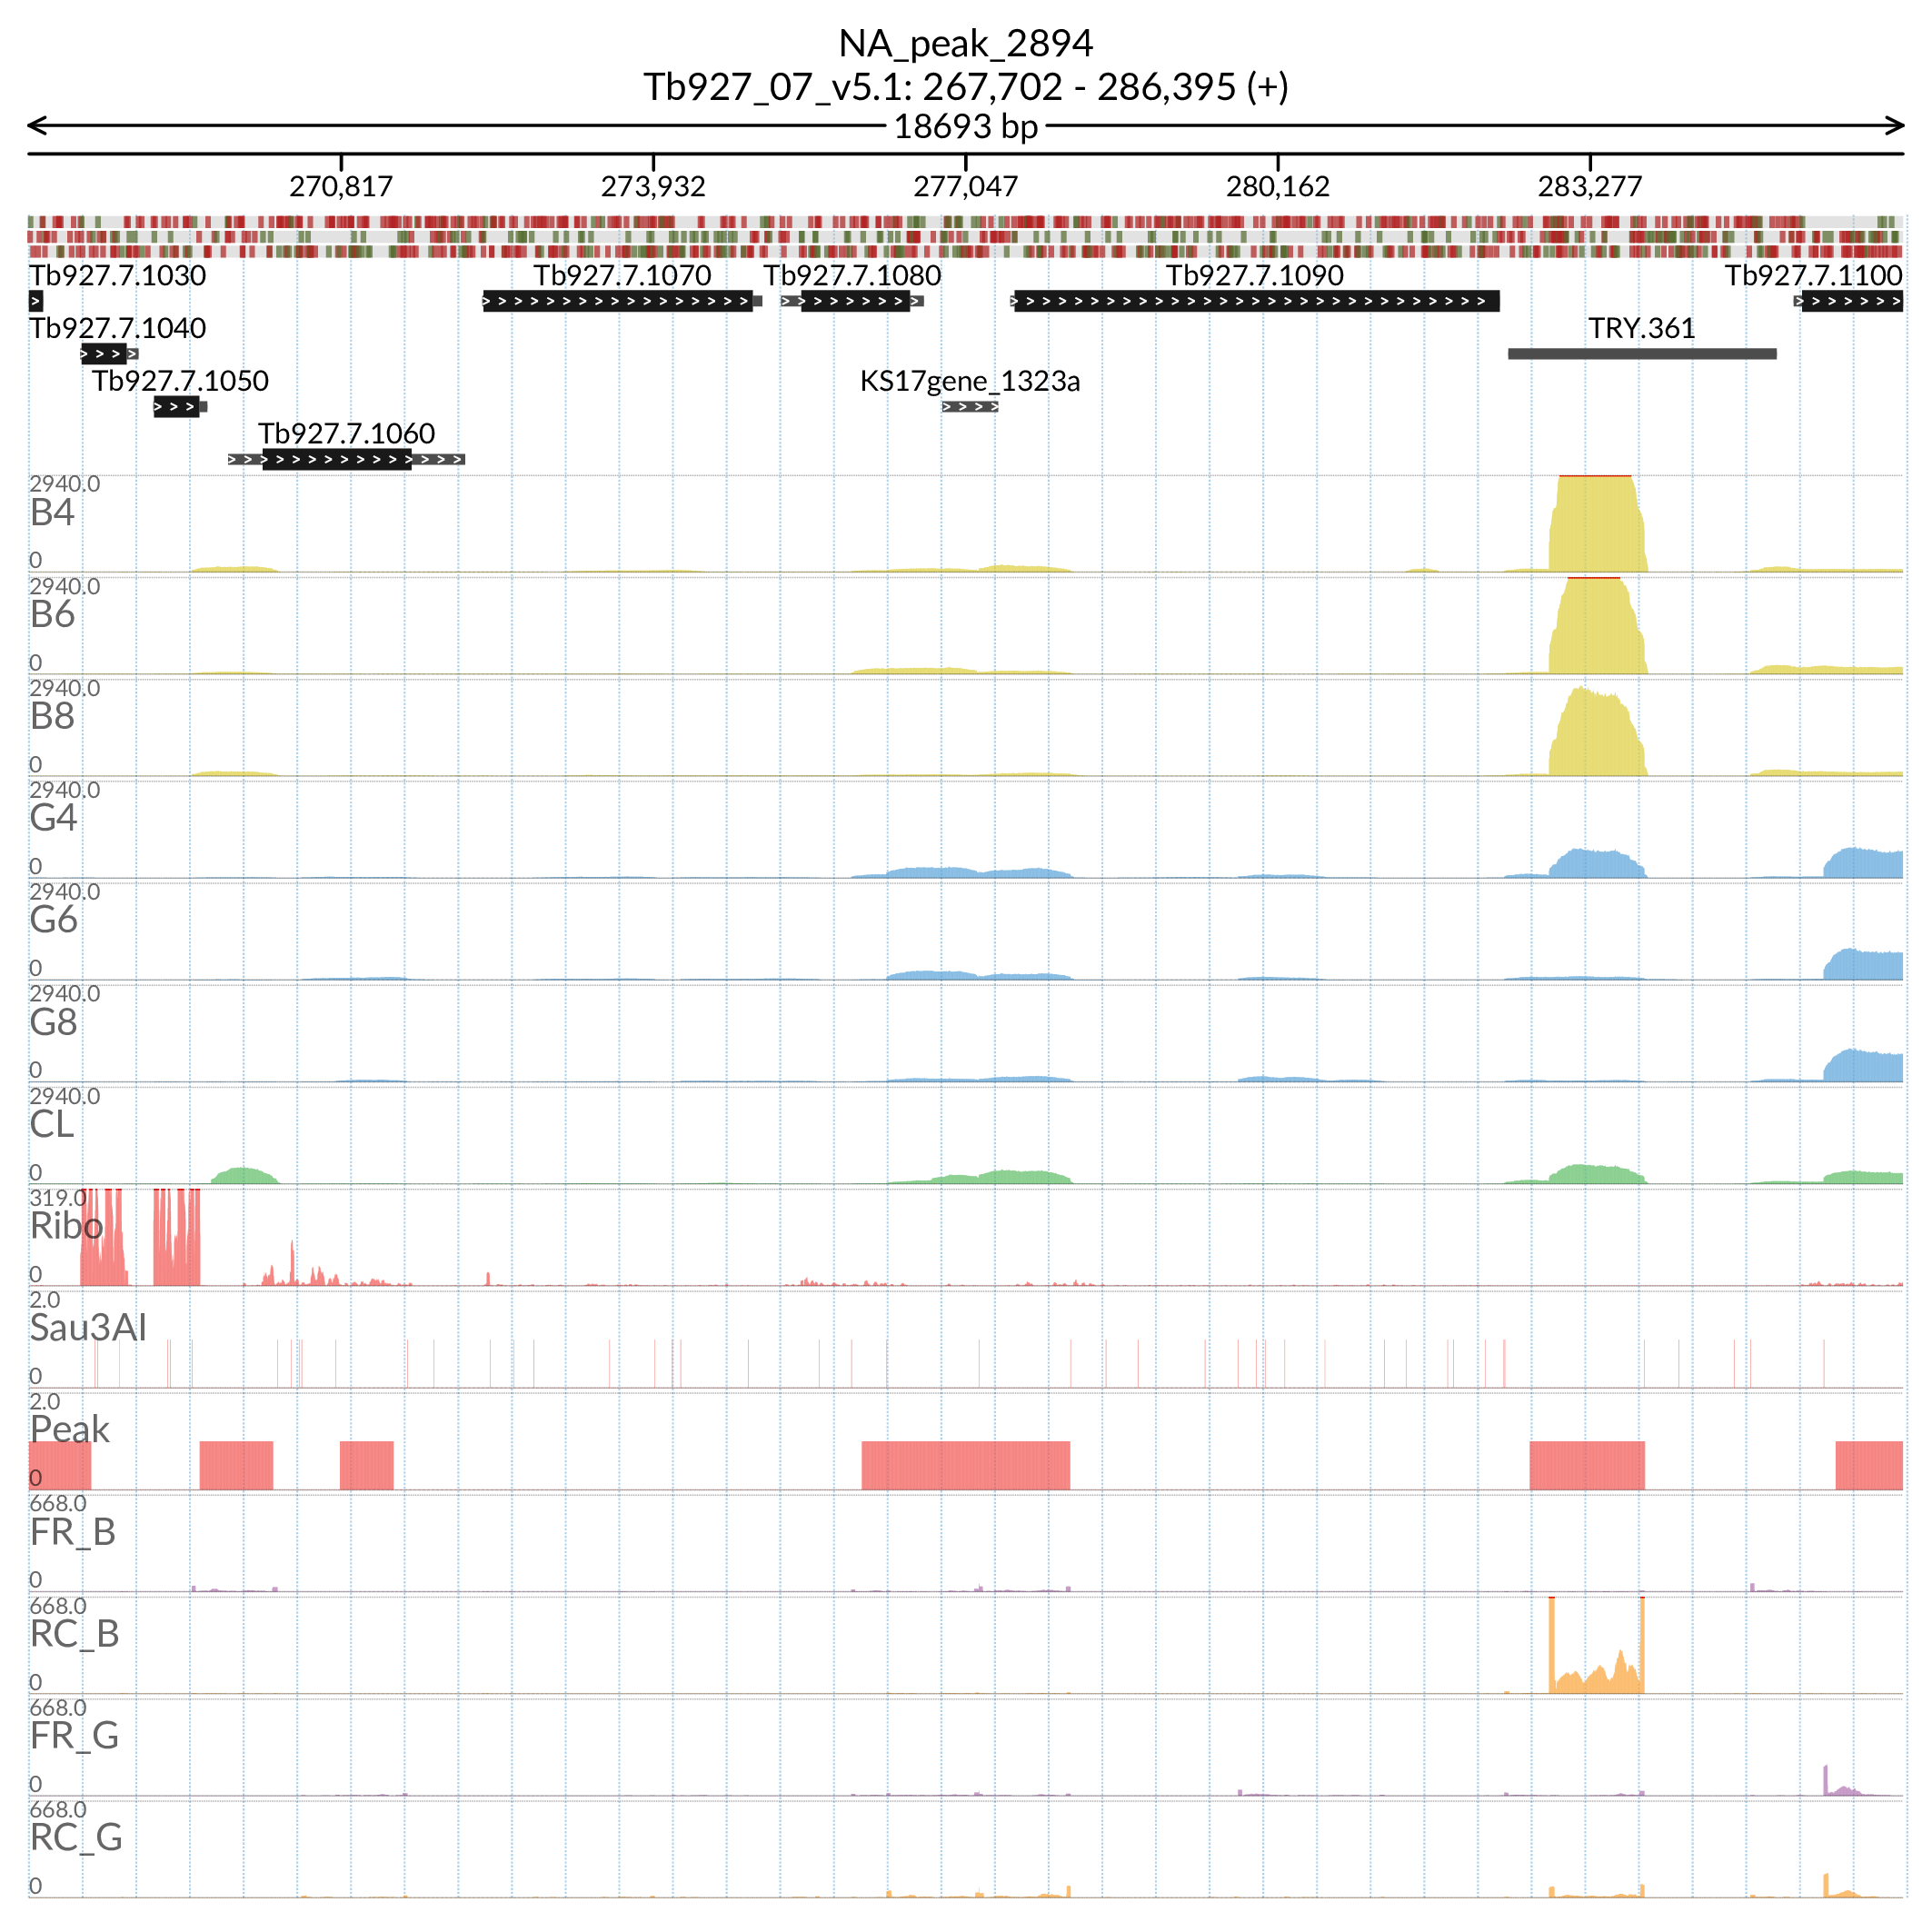 NA_peak_2894
Tb927_07_v5.1: 267,702 - 286,395 (+)
18693 bp
270,817 273,932 277,047 280,162 283,277
Tb927.7.1030 Tb927.7.1070 Tb927.7.1080 Tb927.7.1090 Tb927.7.1100
Tb927.7.1040 TRY.361
Tb927.7.1050 KS17gene_1323a
Tb927.7.1060
2940.0
B4
0
2940.0
B6
0
2940.0
B8
0
2940.0
G4
0
2940.0
G6
0
2940.0
G8
0
2940.0
CL
0
319.0
Ribo
0
2.0
Sau3AI
0
2.0
Peak
0
668.0
FR_B
0
668.0
RC_B
0
668.0
FR_G
0
668.0
RC_G
0